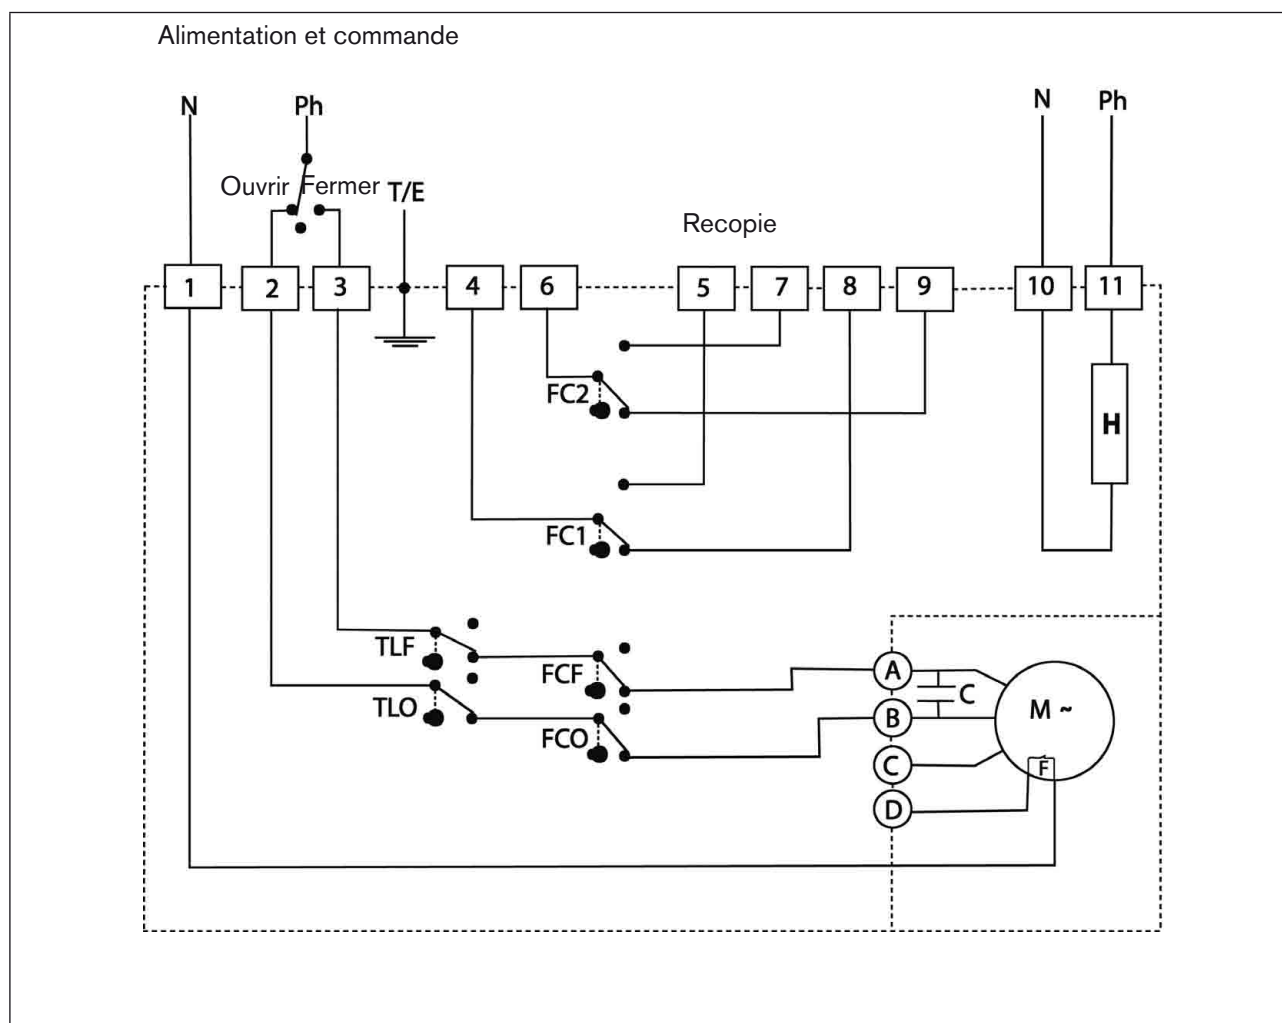 Alimentation et commande
N Ph N Ph
Ouvrir Fermer T/E
Recopie
1 2 3 4 6 5 7 8 9 10 11
FC2
H
FC1
TLF
FCF
A
C
TLO
B
M ~
FCO
C
F
D